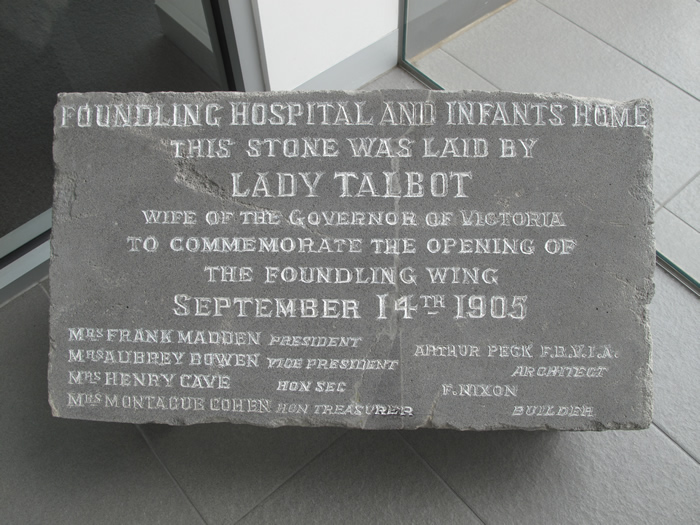 FOUNDLING HOSPITAL AND INFANTS HOME
THIS STONE WAS LAID BY
LADY TALBOT
WIFE OF THE GOVERNOR OF VICTORIA
TO COMMEMORATE THE OPENING OF
THE FOUNDLING WING
SEPTEMBER 14TH 1905
MRS FRANK MADDEN PRESIDENT
MRS AUBREY BOWEN VICE PRESIDENT
MRS HENRY CAVE HON SEC
MRS MONTAGUE COHEN HON TREASURER
ARTHUR PECK F.R.V.I.A.
ARCHITECT
F. NIXON
BUILDER